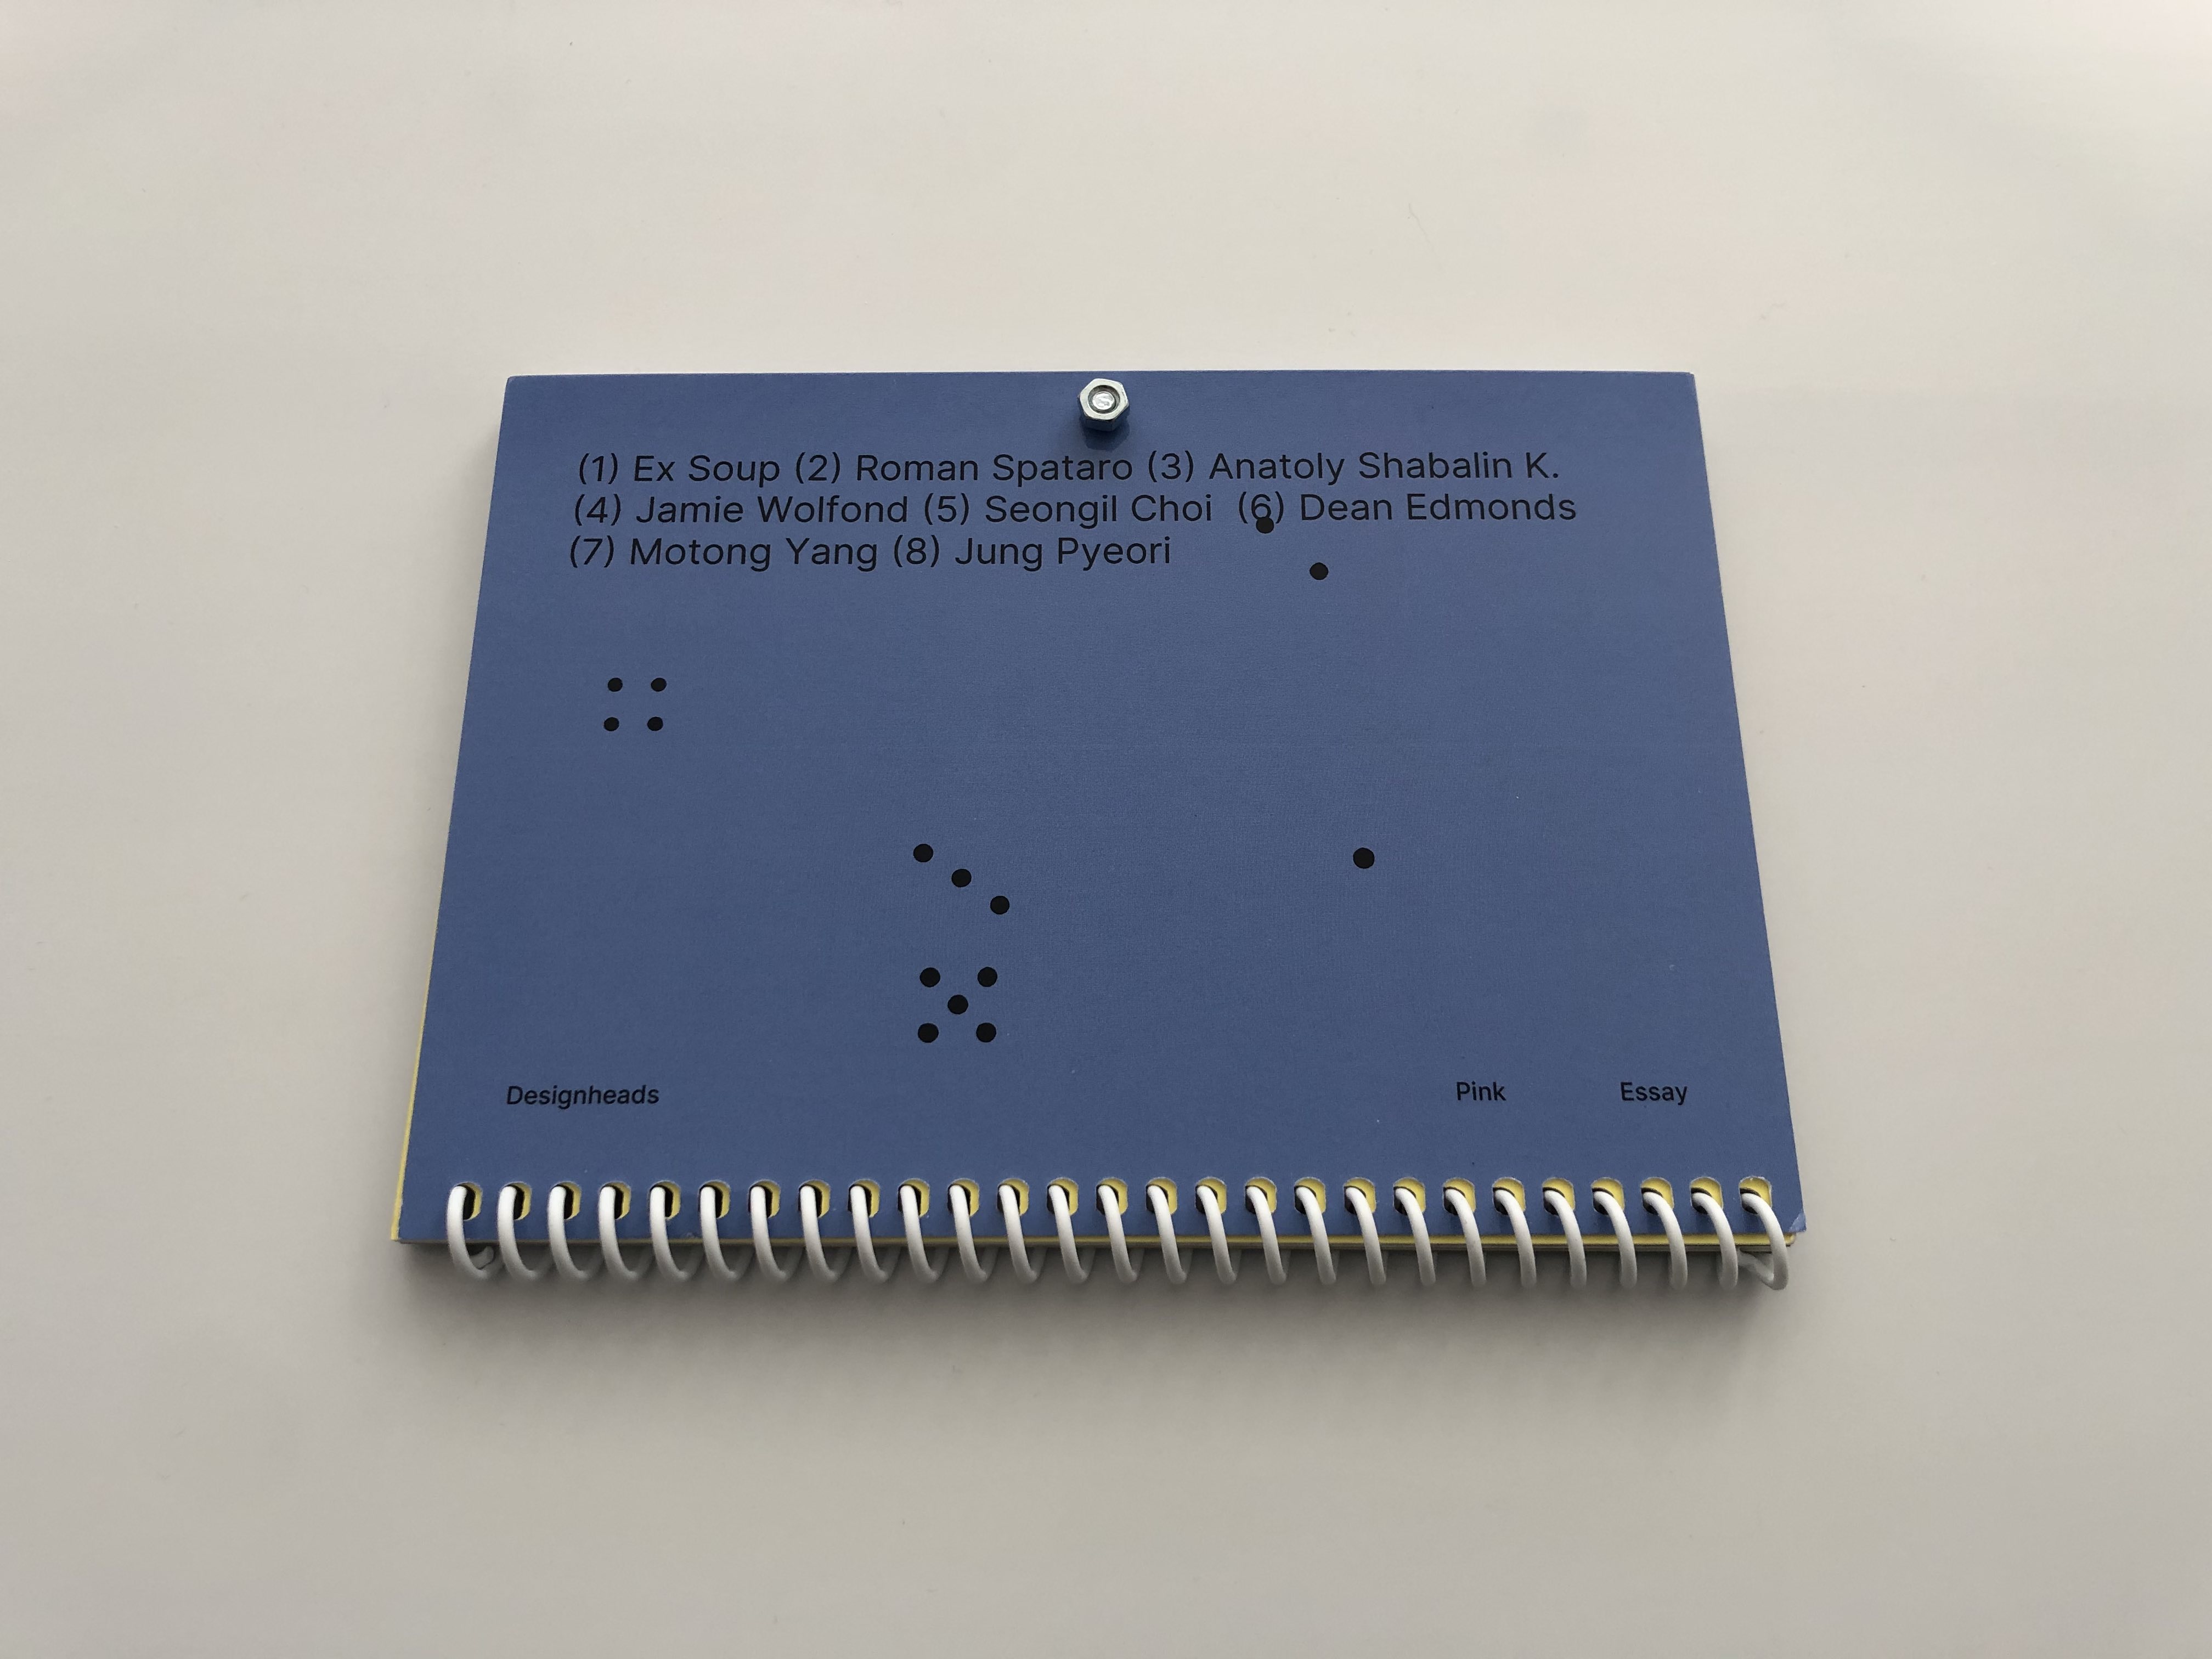 (1) Ex Soup (2) Roman Spataro (3) Anatoly Shabalin K.
(4) Jamie Wolfond (5) Seongil Choi  (6) Dean Edmonds
(7) Motong Yang (8) Jung Pyeori
Designheads Pink Essay